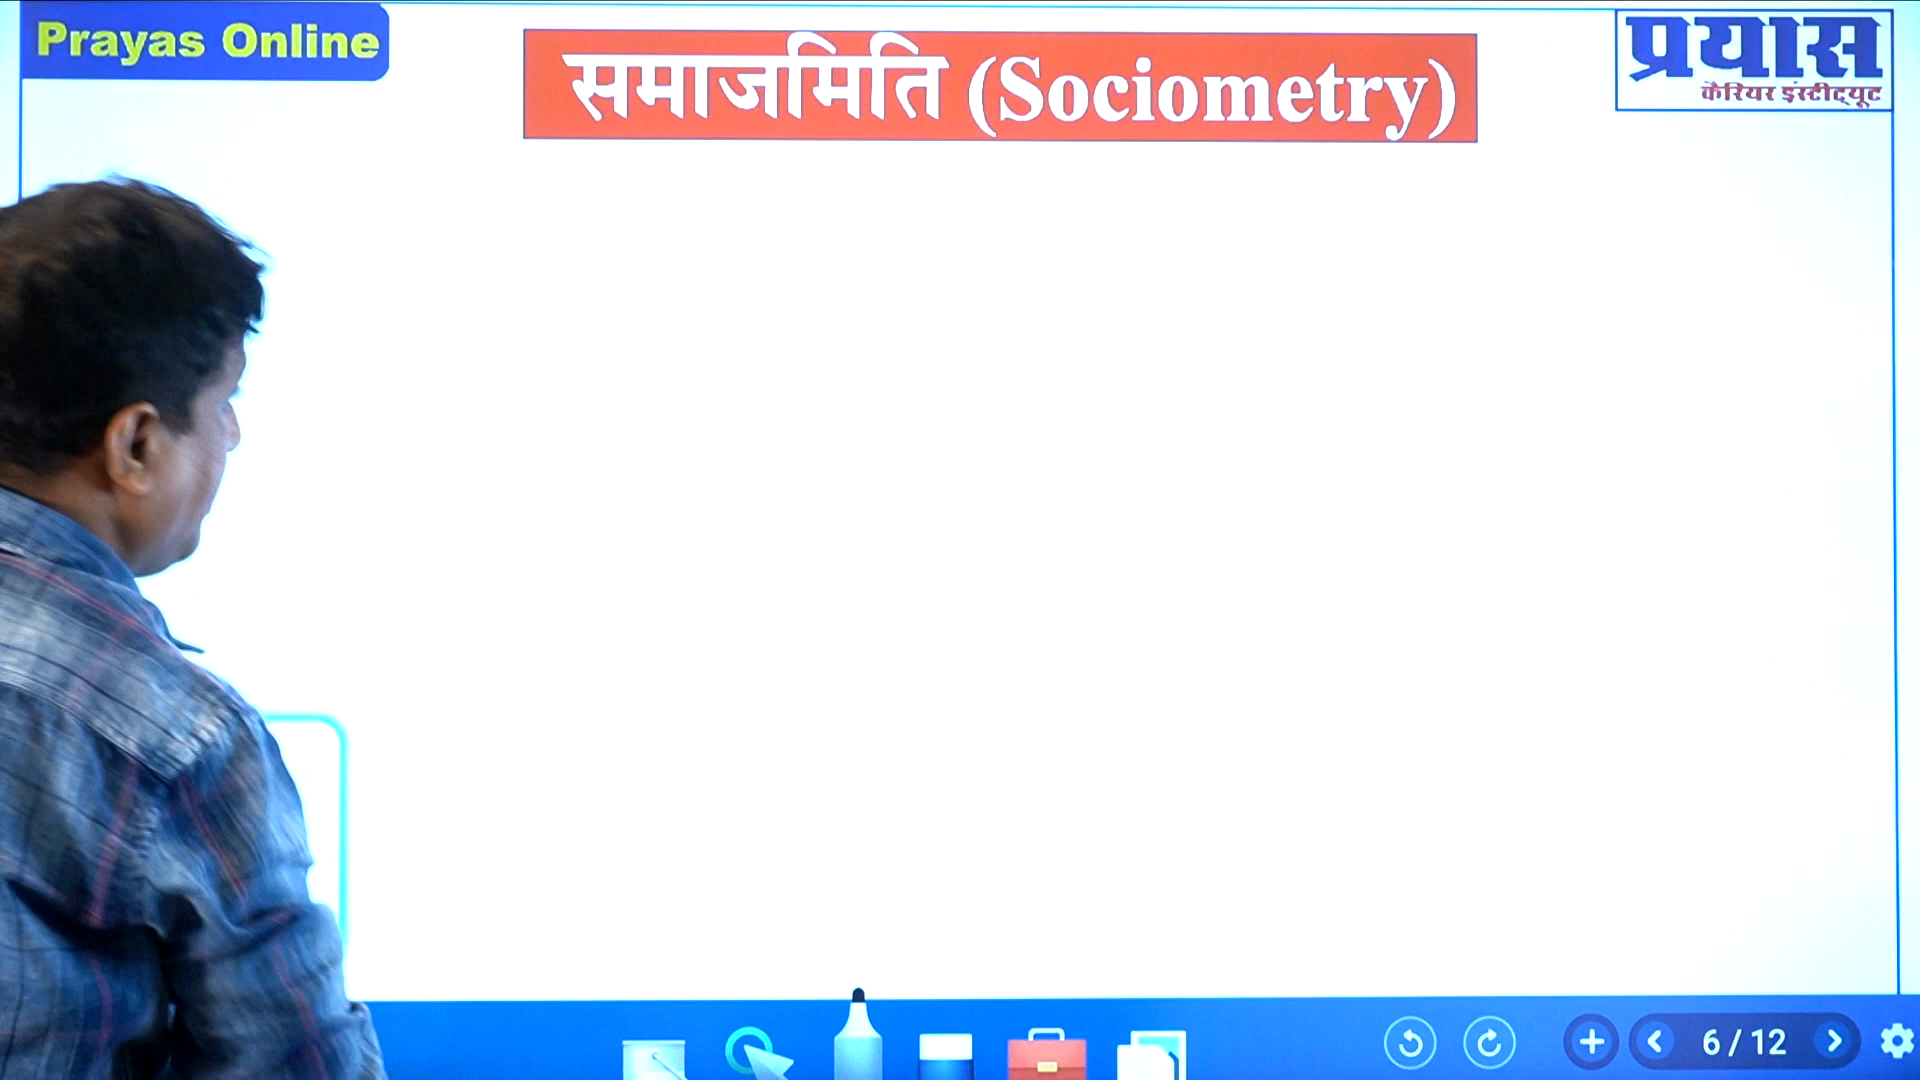 Prayas Online
समाजमिति (Sociometry)
प्रयास
कैरियर इंस्टीट्यूट
6 / 12